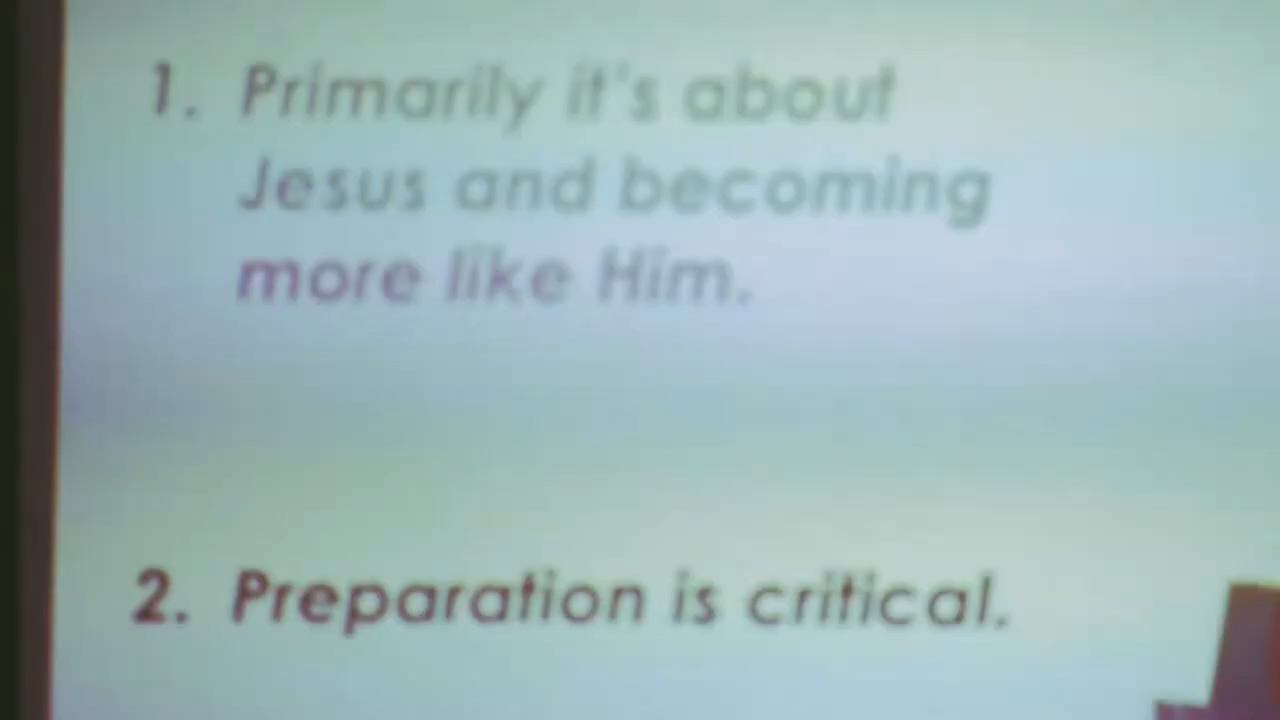 1. Primarily it's about
Jesus and becoming
more like Him.
2. Preparation is critical.